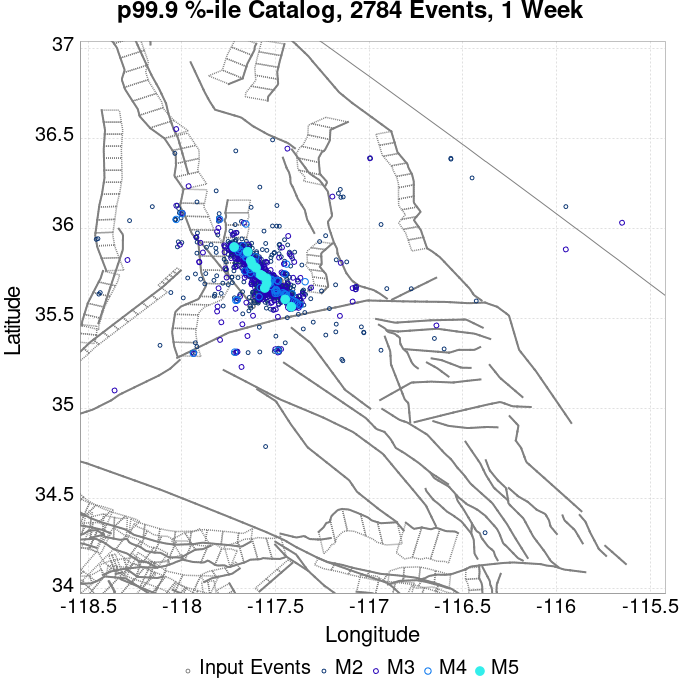 p99.9 %-ile Catalog, 2784 Events, 1 Week
37
36.5
36
35.5
35
34.5
34
Latitude
-118.5 -118 -117.5 -117 -116.5 -116 -115.5
Longitude
Input Events M2 M3 M4 M5